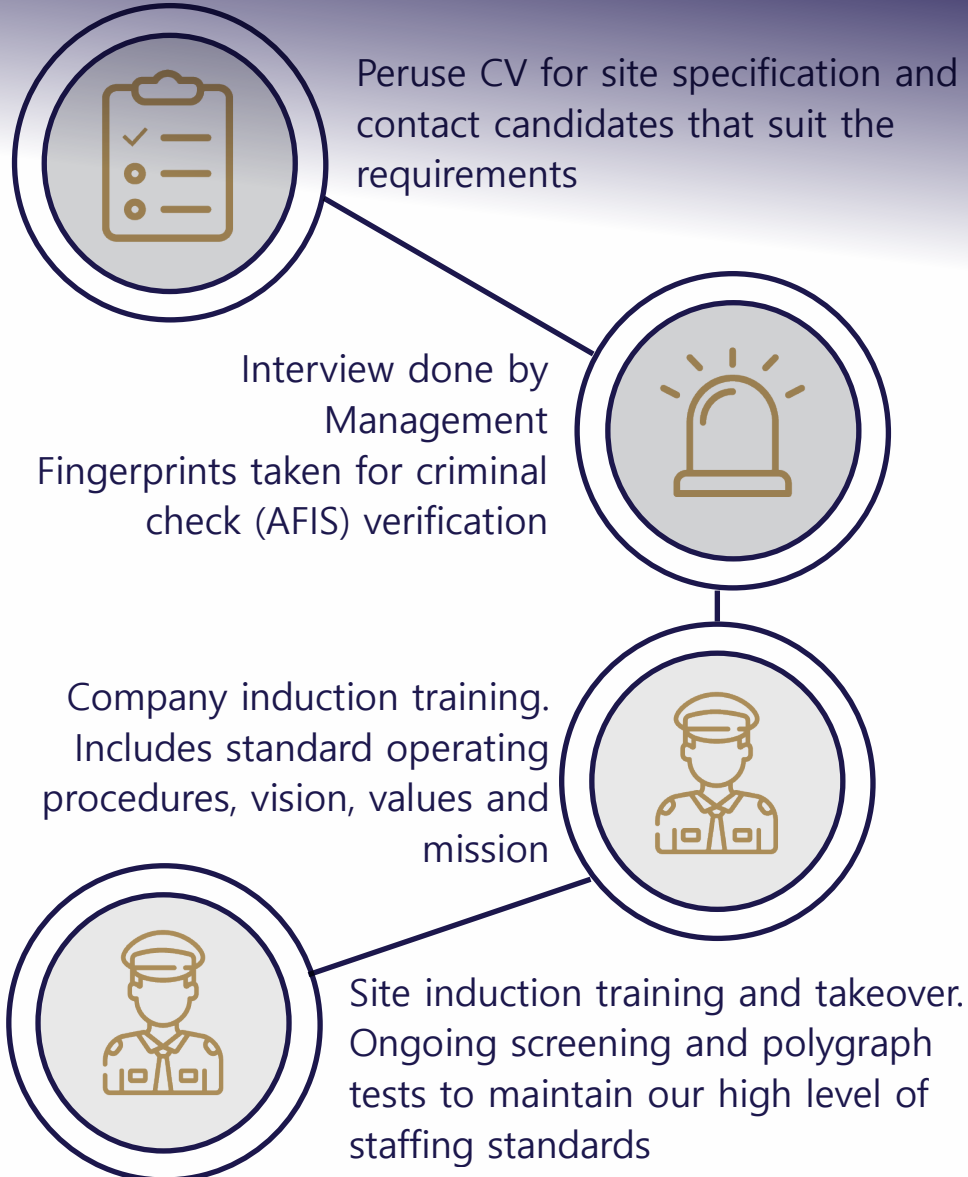 Peruse CV for site specification and
contact candidates that suit the
requirements
Interview done by
Management
Fingerprints taken for criminal
check (AFIS) verification
Company induction training.
Includes standard operating
procedures, vision, values and
mission
Site induction training and takeover.
Ongoing screening and polygraph
tests to maintain our high level of
staffing standards